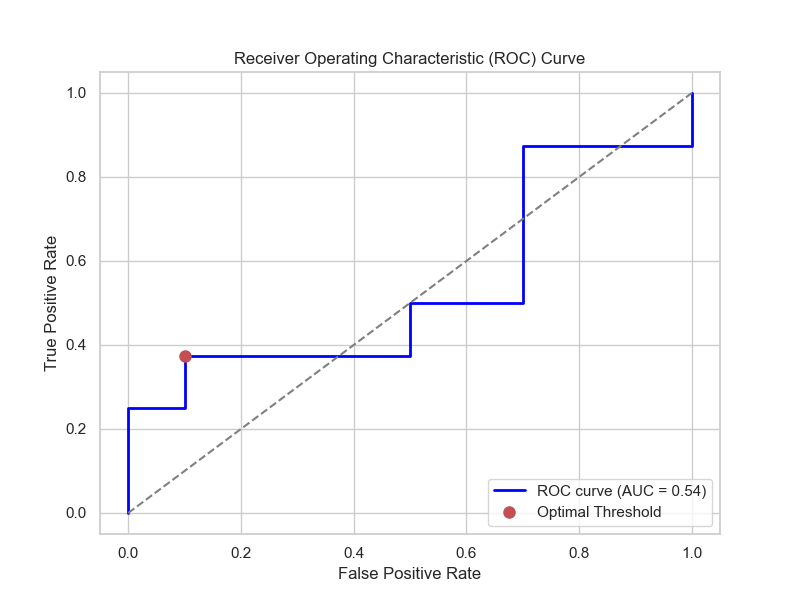 Receiver Operating Characteristic (ROC) Curve
1.0
0.8
0.6
0.4
0.2
0.0
True Positive Rate
0.0 0.2 0.4 0.6 0.8 1.0
False Positive Rate
ROC curve (AUC = 0.54)
Optimal Threshold